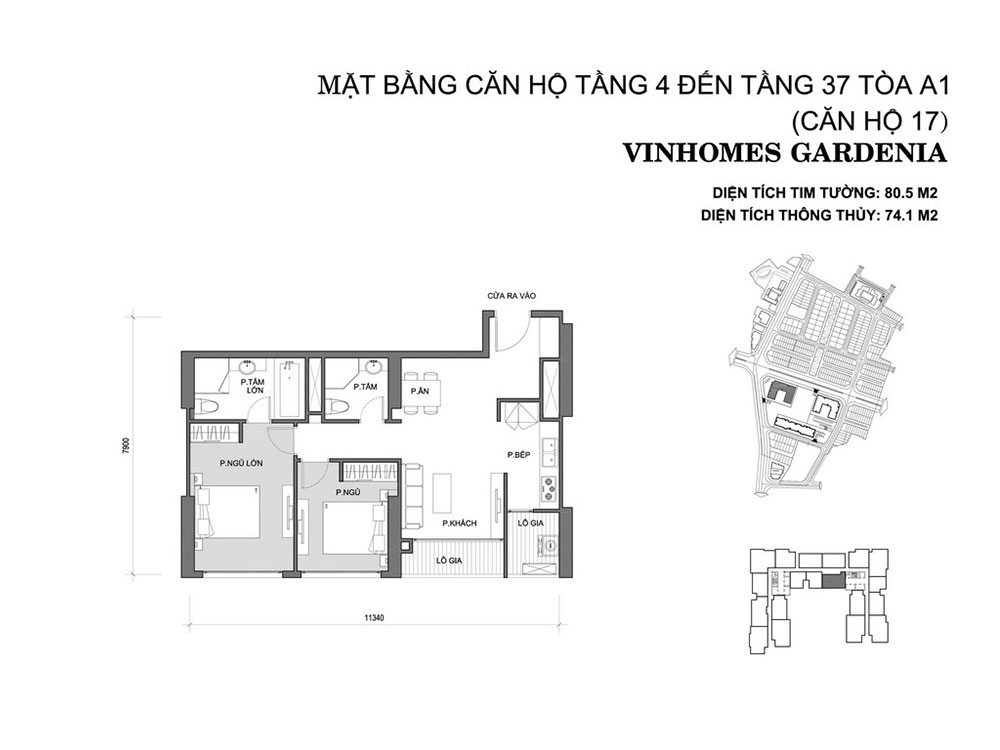 MẶT BẰNG CĂN HỘ TẦNG 4 ĐẾN TẦNG 37 TÒA A1
(CĂN HỘ 17)
VINHOMES GARDENIA
DIỆN TÍCH TIM TƯỜNG: 80.5 M2
DIỆN TÍCH THÔNG THỦY: 74.1 M2
CỬA RA VÀO
P.TẮM
LỚN
P.TẮM
P.ĂN
P.NGỦ LỚN
P.NGỦ
P.BẾP
P.KHÁCH
LÔ GIA
LÔ GIA
7900
11340